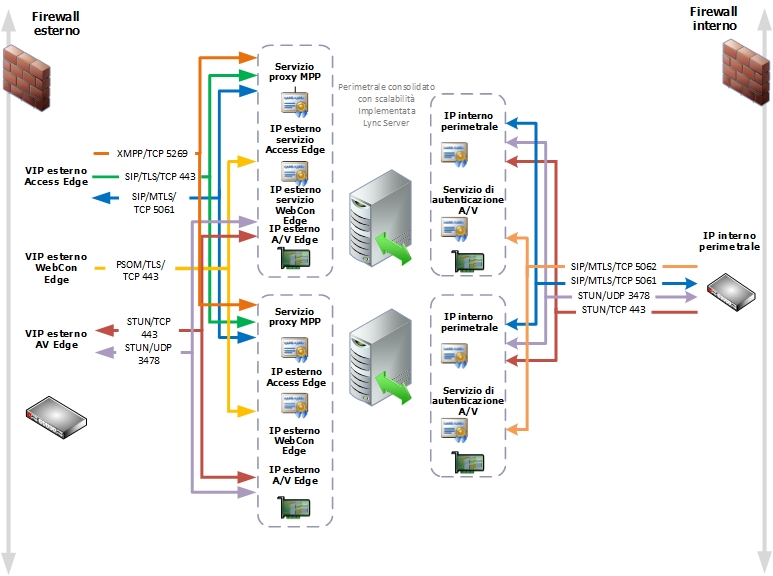 Firewall
esterno
Firewall
interno
Servizio
proxy MPP
IP esterno
servizio
Access Edge
IP esterno
servizio
WebCon
Edge
IP esterno
A/V Edge
Perimetrale consolidato
con scalabilità
Implementata
Lync Server
IP interno
perimetrale
Servizio di
autenticazione
A/V
VIP esterno
Access Edge
XMPP/TCP 5269
SIP/TLS/TCP 443
SIP/MTLS/
TCP 5061
VIP esterno
WebCon
Edge
PSOM/TLS/
TCP 443
VIP esterno
AV Edge
STUN/TCP
443
STUN/UDP
3478
IP interno
perimetrale
SIP/MTLS/TCP 5062
SIP/MTLS/TCP 5061
STUN/UDP 3478
STUN/TCP 443
Servizio
proxy MPP
IP esterno
Access Edge
IP esterno
WebCon
Edge
IP esterno
A/V Edge
IP interno
perimetrale
Servizio di
autenticazione
A/V